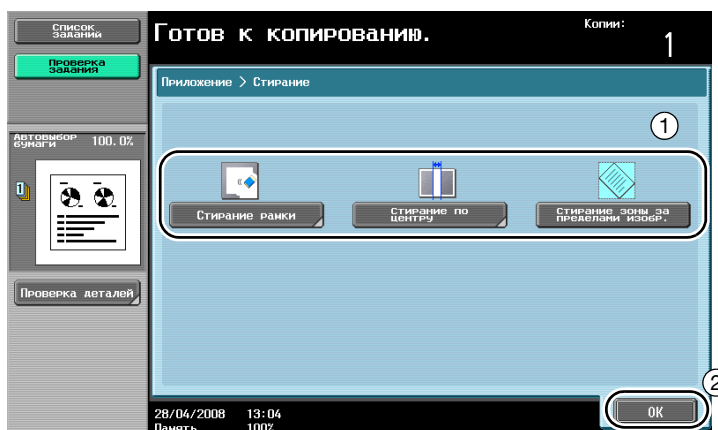 Список
заданий
Готов к копированию.
Копии:
1
Проверка
задания
Приложение > Стирание
Автовыбор
бумаги
100.0%
1
1
Стирание рамки
Стирание по
центру
Стирание зоны за
пределами изобр.
Проверка деталей
2
OK
28/04/2008 13:04
Память 100%